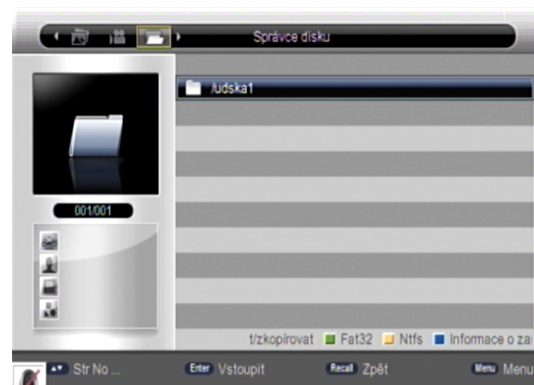 Správce disku
/udska1
001/001
t/zkopírovat Fat32 Ntfs Informace o za
Str No ... Enter Vstoupit Recall Zpět Menu Menu